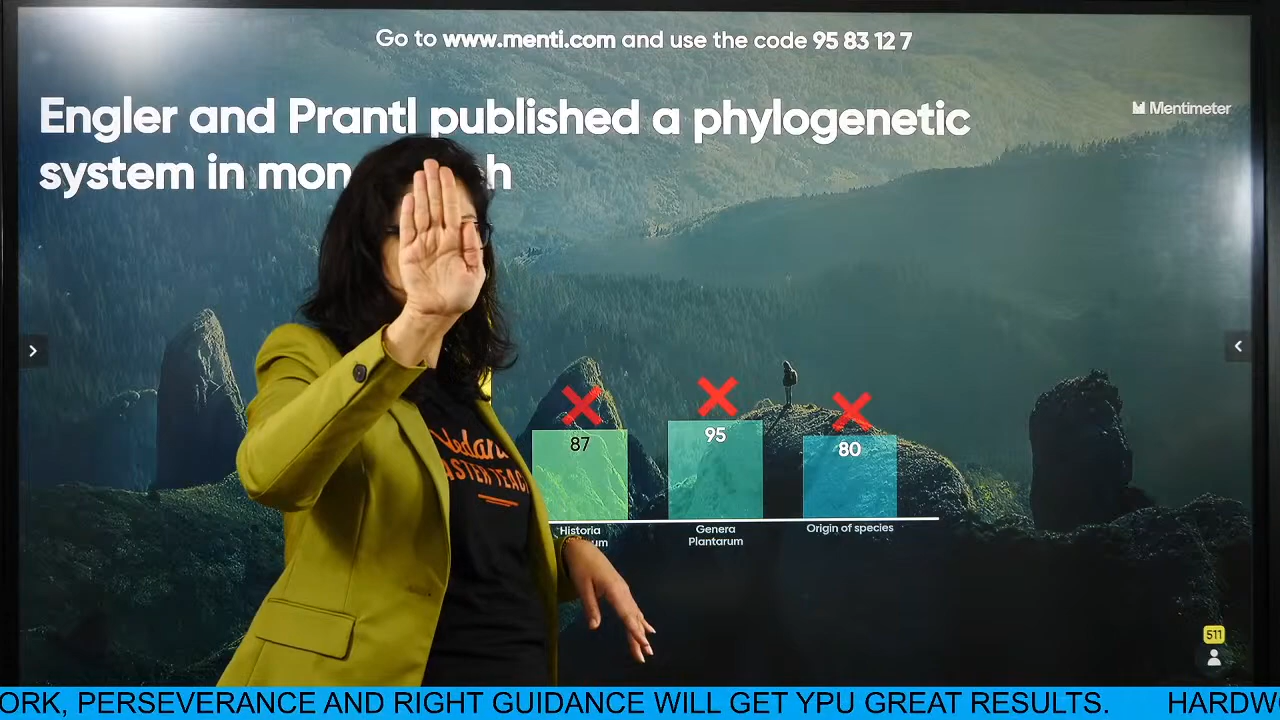 Go to www.menti.com and use the code 95 83 12 7
Engler and Prantl published a phylogenetic
Mentimeter
system in
87
95
80
Historia
Genera
Plantarum
Origin of species
511
ORK, PERSEVERANCE AND RIGHT GUIDANCE WILL GET YPU GREAT RESULTS. HARDW